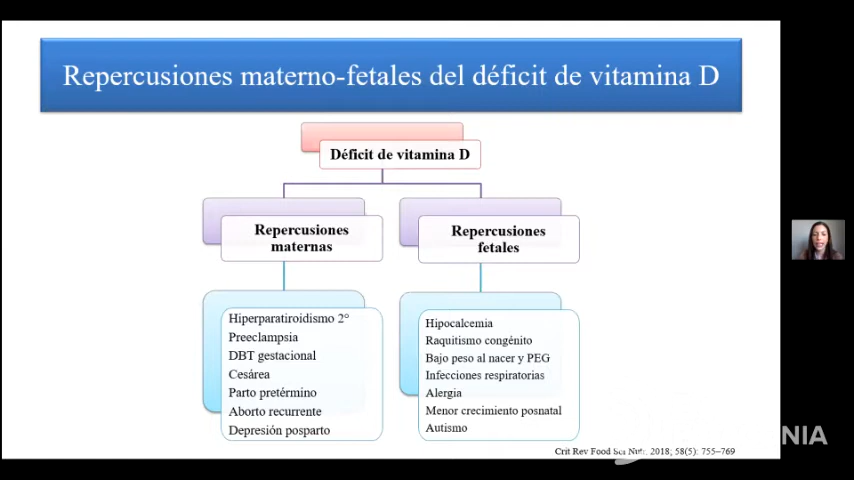 Repercusiones materno-fetales del déficit de vitamina D
Déficit de vitamina D
Repercusiones
maternas
Hiperparatiroidismo 2°
Preeclampsia
DBT gestacional
Cesárea
Parto pretérmino
Aborto recurrente
Depresión posparto
Repercusiones
fetales
Hipocalcemia
Raquitismo congénito
Bajo peso al nacer y PEG
Infecciones respiratorias
Alergia
Menor crecimiento posnatal
Autismo
Crit Rev Food Sci Nutr. 2018; 58(5): 755–769